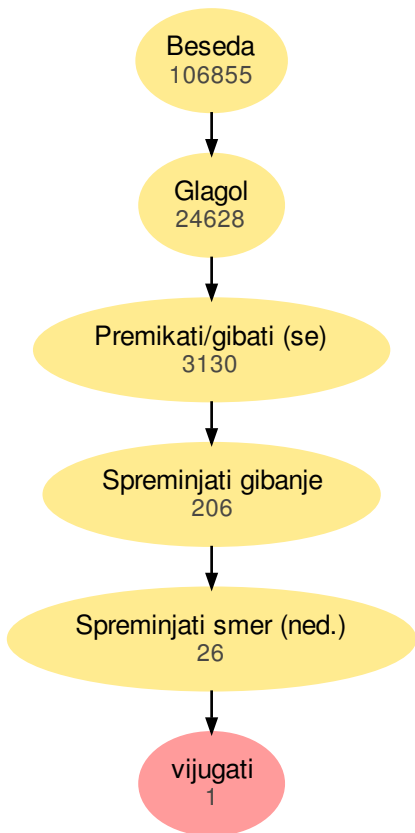 Beseda
106855
Glagol
24628
Premikati/gibati (se)
3130
Spreminjati gibanje
206
Spreminjati smer (ned.)
26
vijugati
1